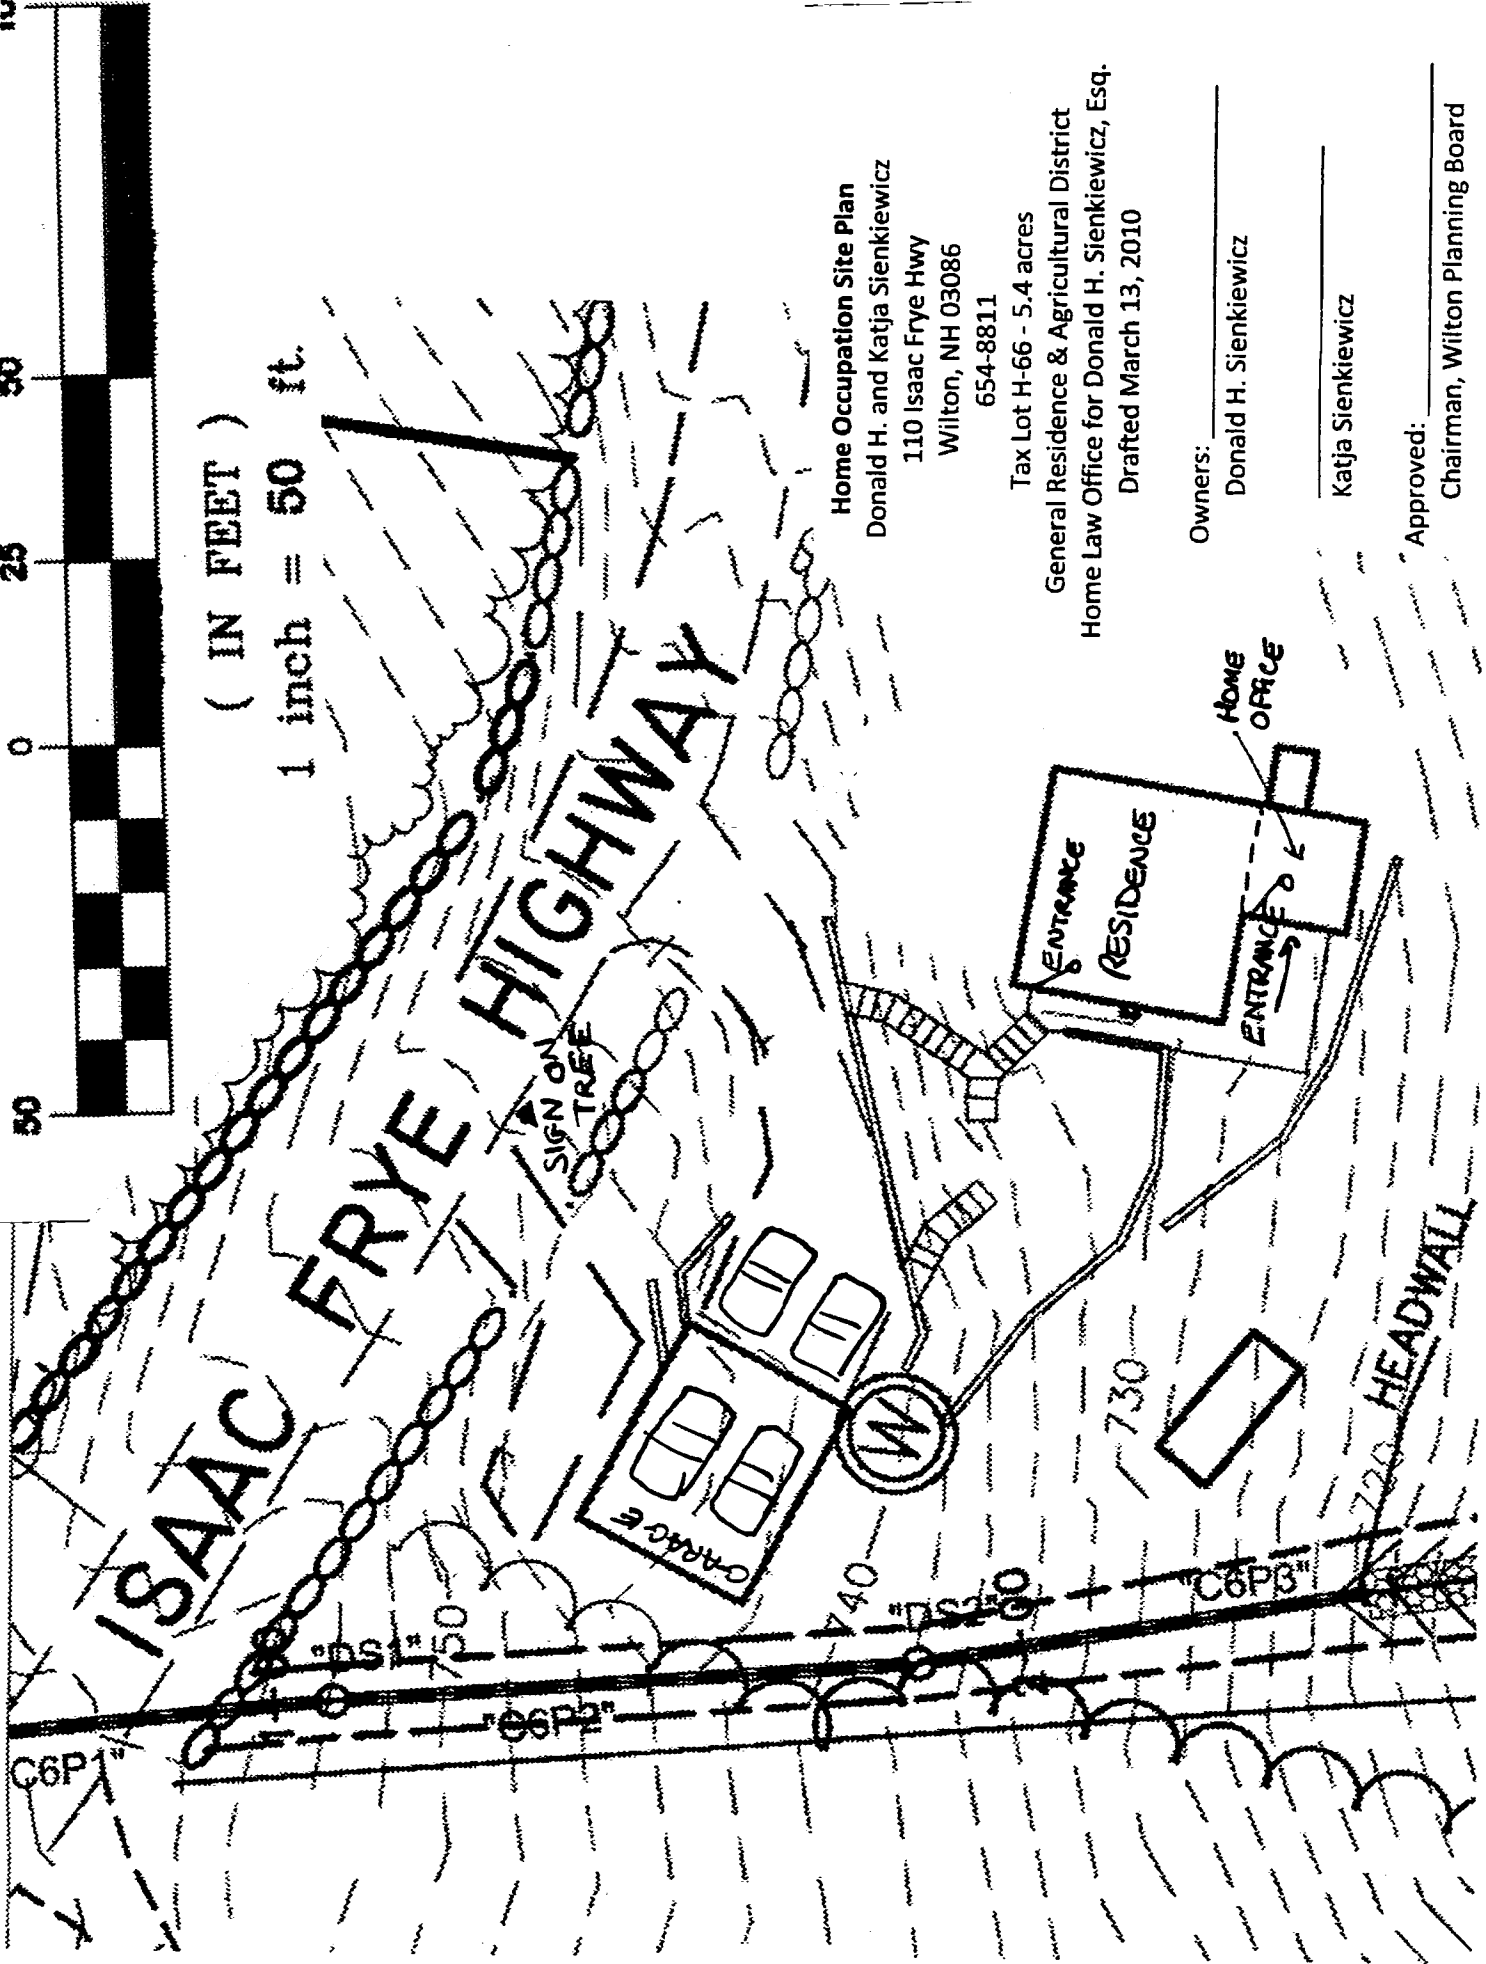 50
0
25
50
( IN FEET )
1 inch = 50 ft.
ISAAC FRYE HIGHWAY
SIGN ON
TREE
GARAGE
W
ENTRANCE
RESIDENCE
ENTRANCE
HOME
OFFICE
"DS1"
50
C6P1"
"C6P2"
740
"DS2"
"C6P3"
730
720
HEADWALL
Home Occupation Site Plan
Donald H. and Katja Sienkiewicz
110 Isaac Frye Hwy
Wilton, NH 03086
654-8811
Tax Lot H-66 - 5.4 acres
General Residence & Agricultural District
Home Law Office for Donald H. Sienkiewicz, Esq.
Drafted March 13, 2010
Owners:
Donald H. Sienkiewicz
Katja Sienkiewicz
Approved:
Chairman, Wilton Planning Board